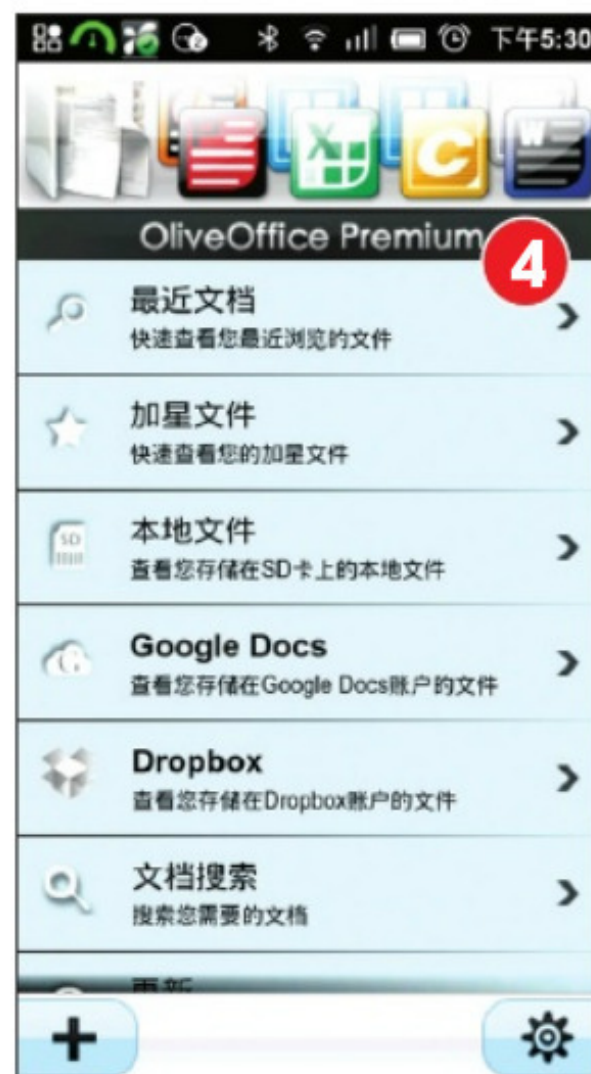 下午5:30
OliveOffice Premium
4
最近文档
快速查看您最近浏览的文件
加星文件
快速查看您的加星文件
SD
本地文件
查看您存储在SD卡上的本地文件
Google Docs
查看您存储在Google Docs账户的文件
Dropbox
查看您存储在Dropbox账户的文件
文档搜索
搜索您需要的文档
更新